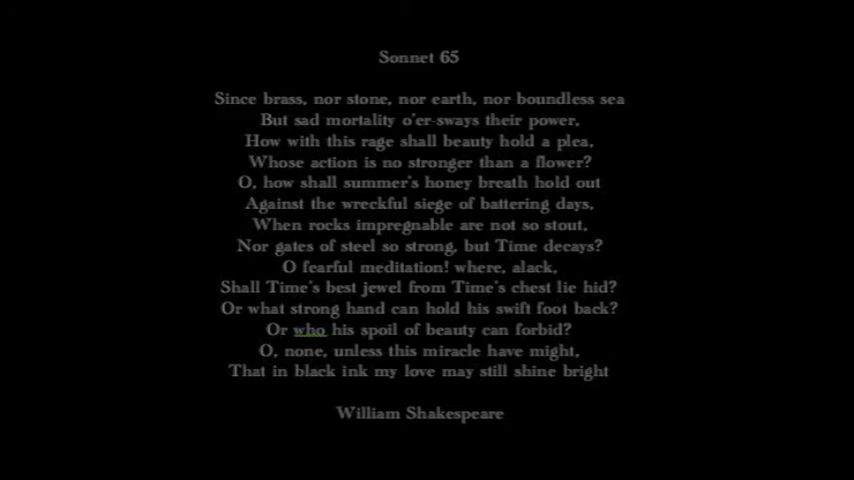 Sonnet 65
Since brass, nor stone, nor earth, nor boundless sea
But sad mortality o'er-sways their power,
How with this rage shall beauty hold a plea,
Whose action is no stronger than a flower?
O, how shall summer's honey breath hold out
Against the wreckful siege of battering days,
When rocks impregnable are not so stout,
Nor gates of steel so strong, but Time decays?
O fearful meditation! where, alack,
Shall Time's best jewel from Time's chest lie hid?
Or what strong hand can hold his swift foot back?
Or who his spoil of beauty can forbid?
O, none, unless this miracle have might,
That in black ink my love may still shine bright
William Shakespeare